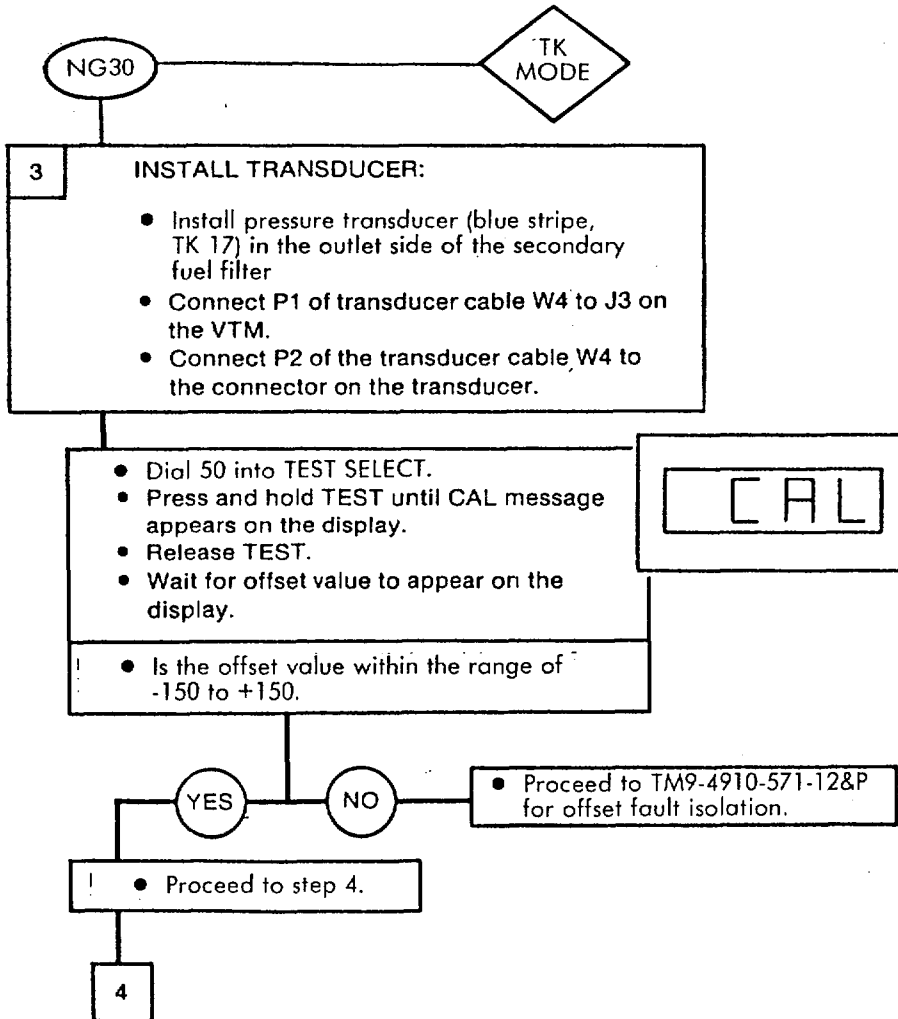 NG30
TK
MODE
3
INSTALL TRANSDUCER:
● Install pressure transducer (blue stripe,
TK 17) in the outlet side of the secondary
fuel filter
● Connect P1 of transducer cable W4 to J3 on
the VTM.
● Connect P2 of the transducer cable W4 to
the connector on the transducer.
● Dial 50 into TEST SELECT.
● Press and hold TEST until CAL message
appears on the display.
● Release TEST.
● Wait for offset value to appear on the
display.
CAL
● Is the offset value within the range of
-150 to +150.
YES
NO
● Proceed to TM9-4910-571-12&P
for offset fault isolation.
● Proceed to step 4.
4